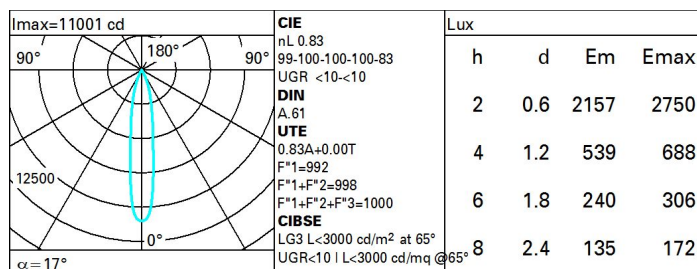 Imax=11001 cd
90°
180°
90°
12500
0°
α=17°
CIE
nL 0.83
99-100-100-100-83
UGR <10-<10
DIN
A.61
UTE
0.83A+0.00T
F"1=992
F"1+F"2=998
F"1+F"2+F"3=1000
CIBSE
LG3 L<3000 cd/m² at 65°
UGR<10 | L<3000 cd/mq @65°
Lux
h d Em Emax
2 0.6 2157 2750
4 1.2 539 688
6 1.8 240 306
8 2.4 135 172